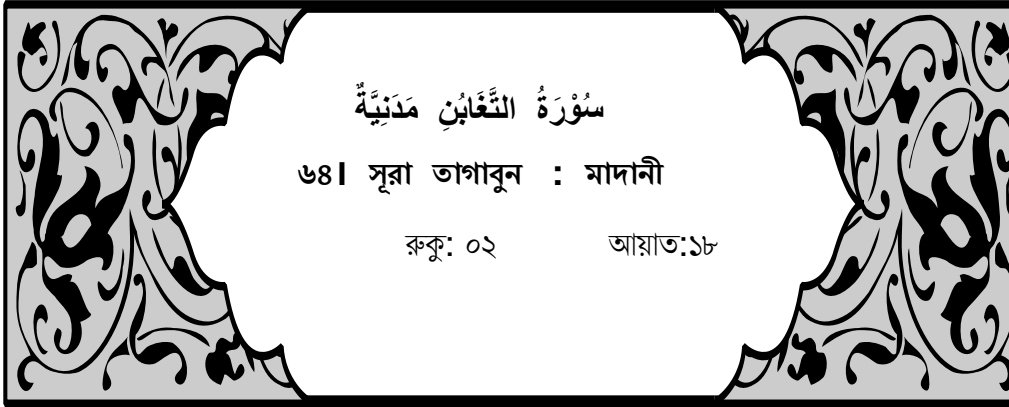 سُوْرَةُ التَّغَابُنِ مَدَنِيَّةٌ
৬৪। সূরা তাগাবুন : মাদানী
রুকু: ০২ আয়াত:১৮